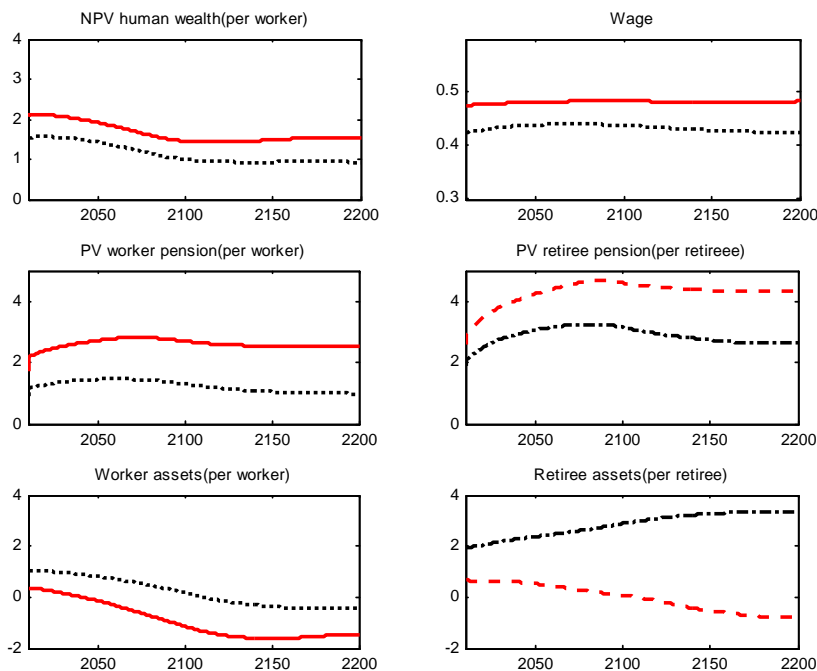 NPV human wealth(per worker)
4
3
2
1
0
2050 2100 2150 2200
Wage
0.5
0.4
0.3
2050 2100 2150 2200
PV worker pension(per worker)
4
2
0
2050 2100 2150 2200
PV retiree pension(per retireee)
4
2
0
2050 2100 2150 2200
Worker assets(per worker)
4
2
0
-2
2050 2100 2150 2200
Retiree assets(per retiree)
4
2
0
-2
2050 2100 2150 2200